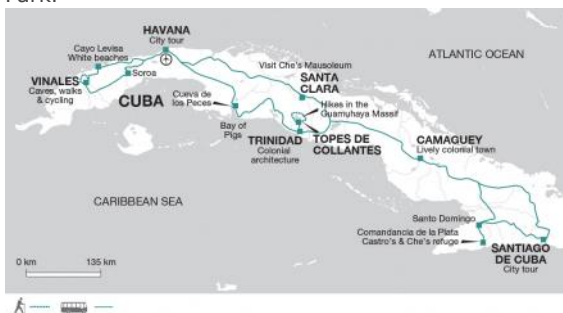 Park.
HAVANA
City tour
Cayo Levisa
White beaches
ATLANTIC OCEAN
VINALES
Caves, walks
& cycling
Soroa
Visit Che's Mausoleum
SANTA
CLARA
CUBA
Cueva de
los Peces
Hikes in the
Guamuhaya Massif
Bay of
Pigs
TRINIDAD
Colonial
architecture
TOPES DE
COLLANTES
CAMAGUEY
Lively colonial town
CARIBBEAN SEA
Santo Domingo
Comandancia de la Plata
Castro's & Che's refuge
SANTIAGO
DE CUBA
City tour
0 km
135 km